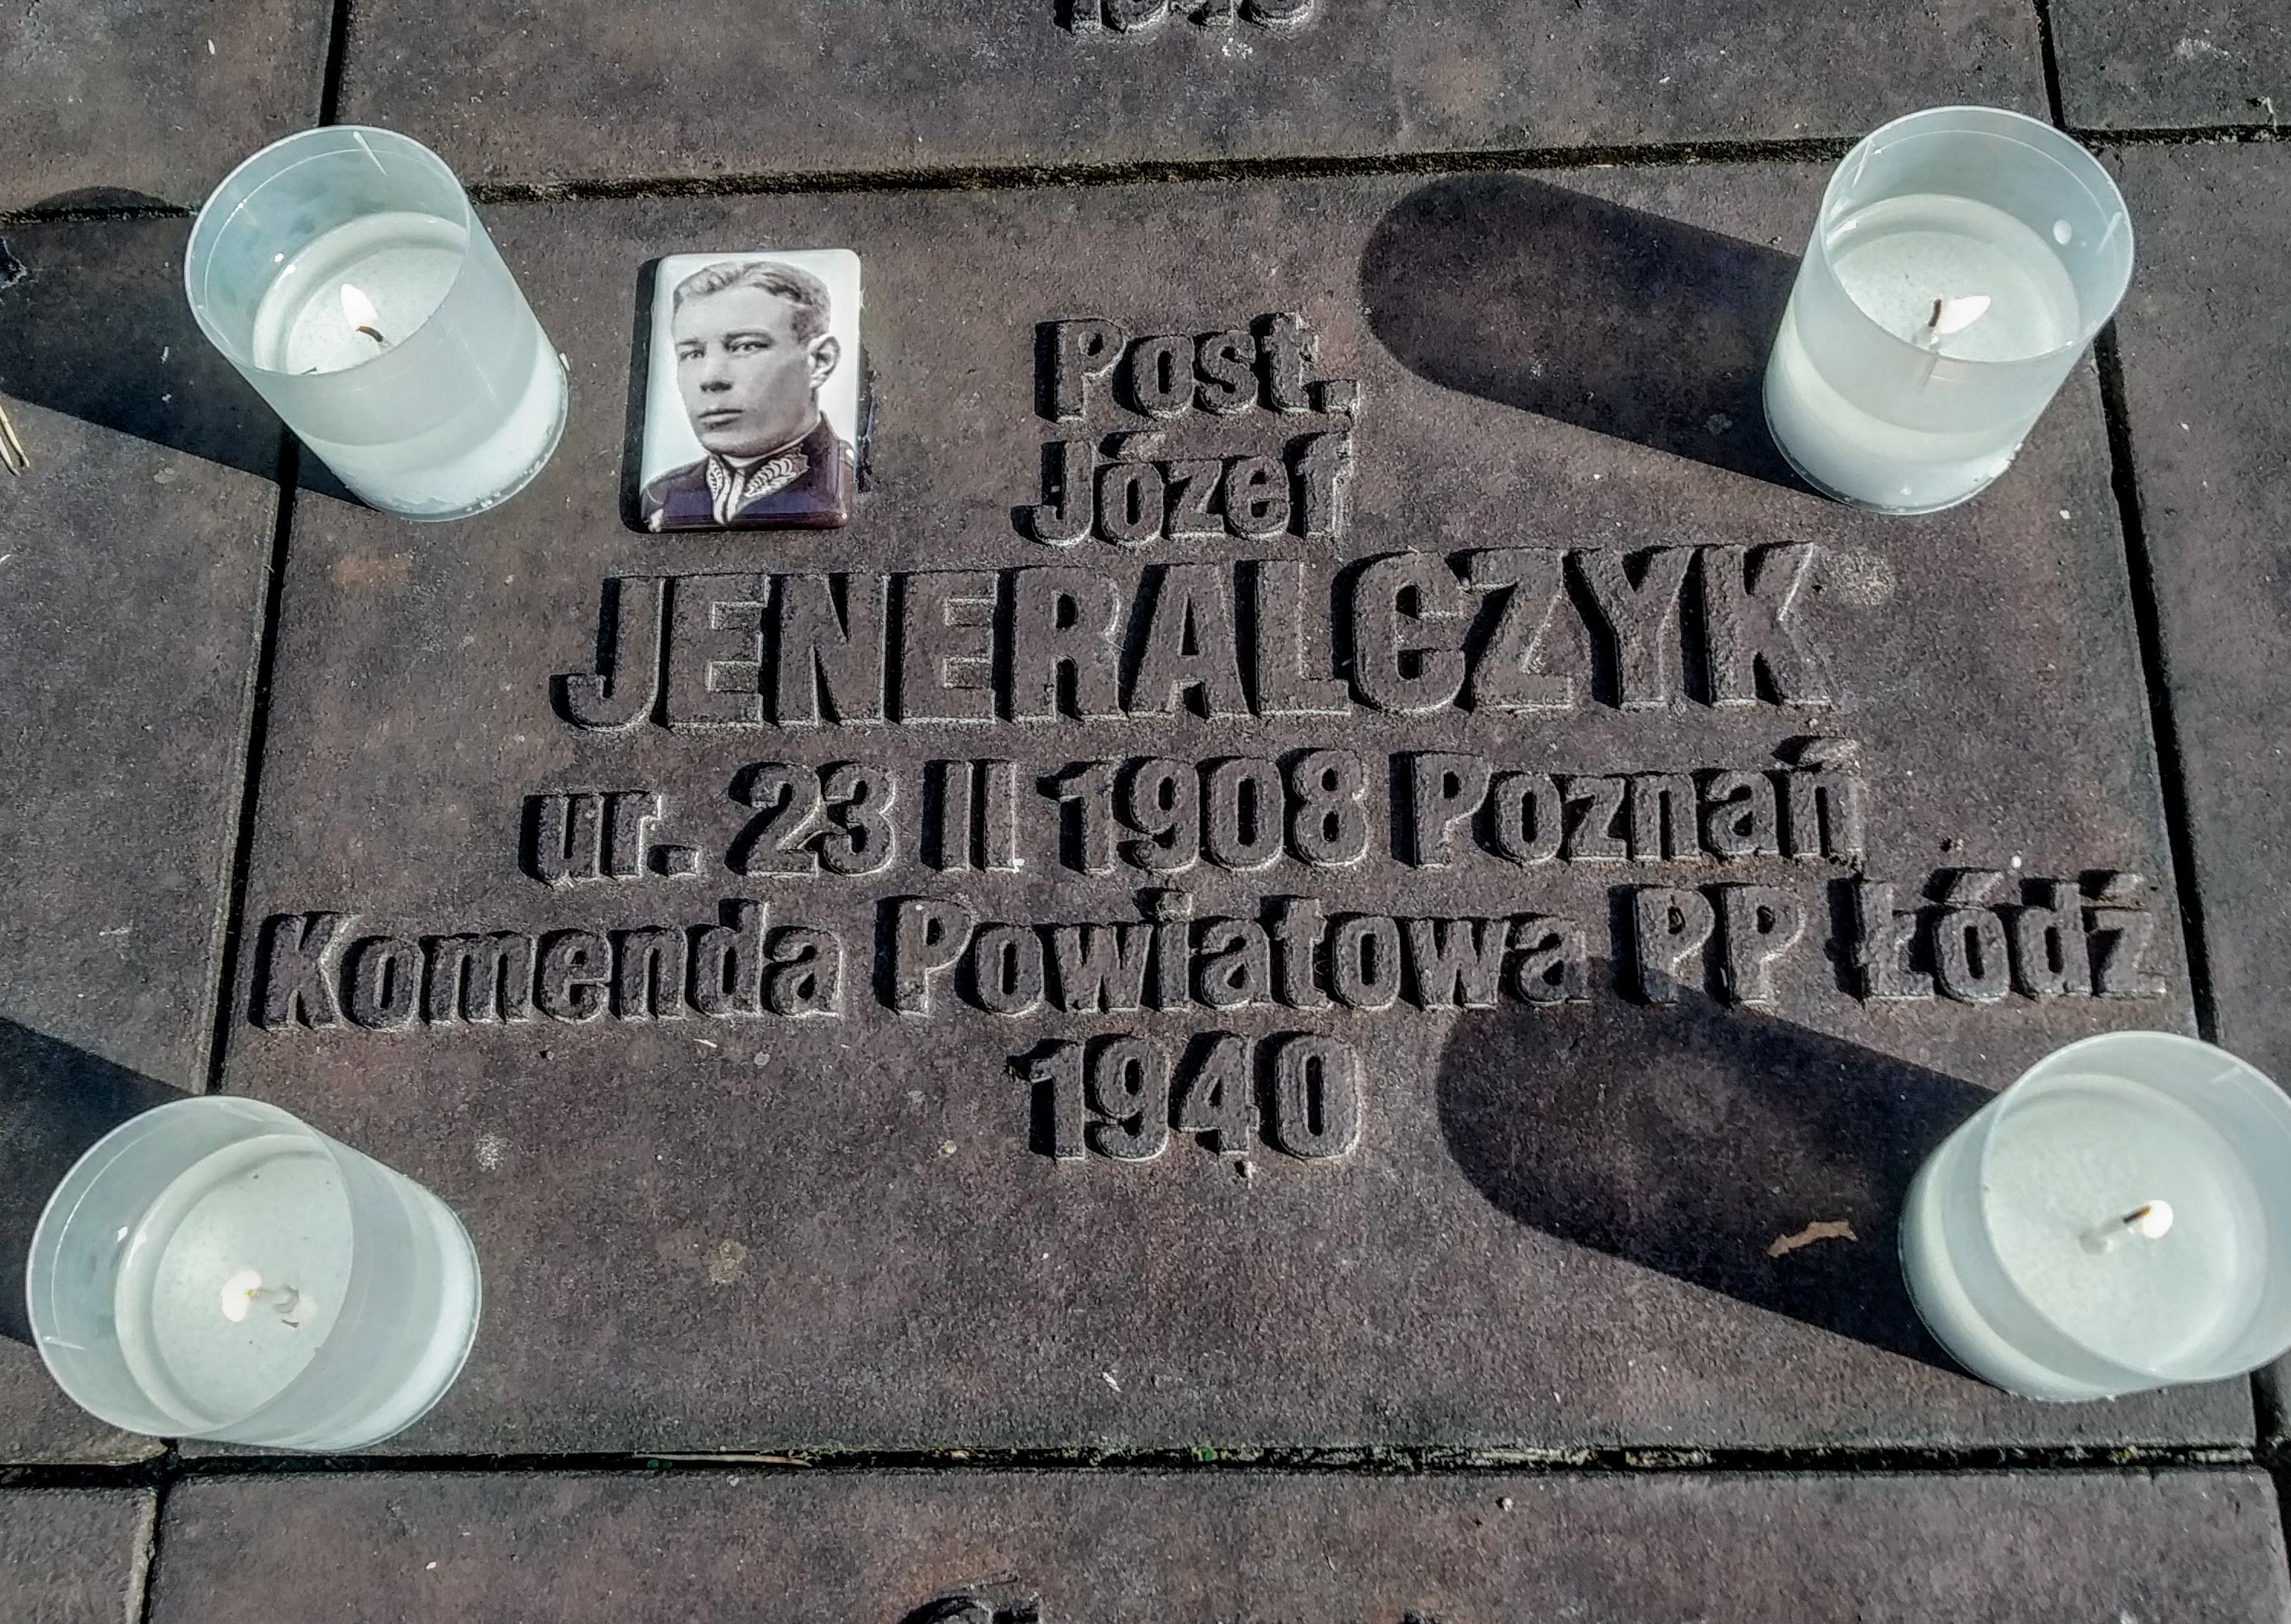 Post.
Józef
JENERALCZYK
ur. 23 II 1908 Poznań
Komenda Powiatowa PP Łódź
1940